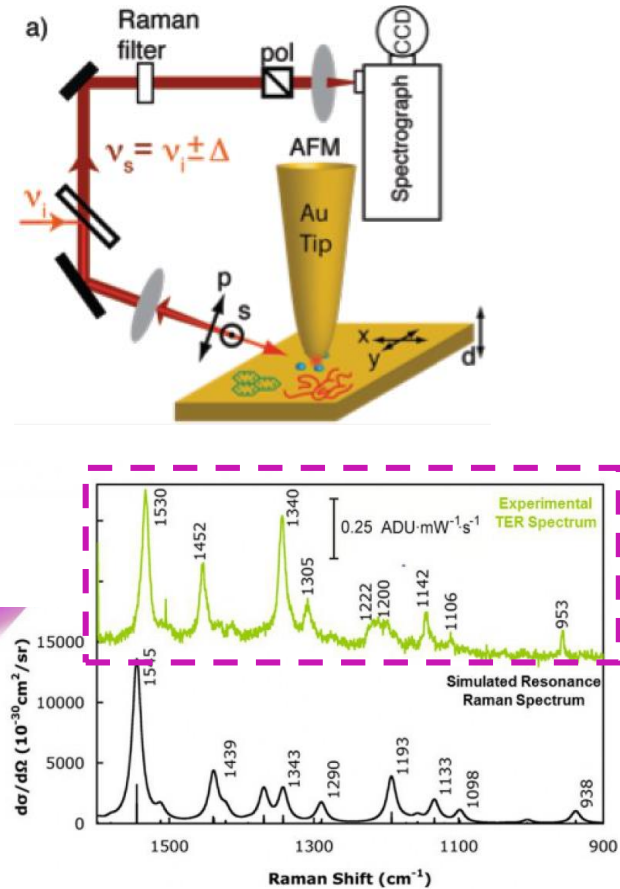 a)
Raman
filter
pol
CCD
Spectrograph
νs = νi ± Δ
νi
AFM
Au
Tip
p
s
x
y
d
1530
1452
1340
1305
1222
1200
1142
1106
953
0.25 ADU·mW⁻¹·s⁻¹
Experimental
TER Spectrum
1545
1439
1343
1290
1193
1133
1098
938
Simulated Resonance
Raman Spectrum
15000
10000
5000
0
dσ/dΩ (10⁻³⁰cm²/sr)
1500
1300
1100
900
Raman Shift (cm⁻¹)